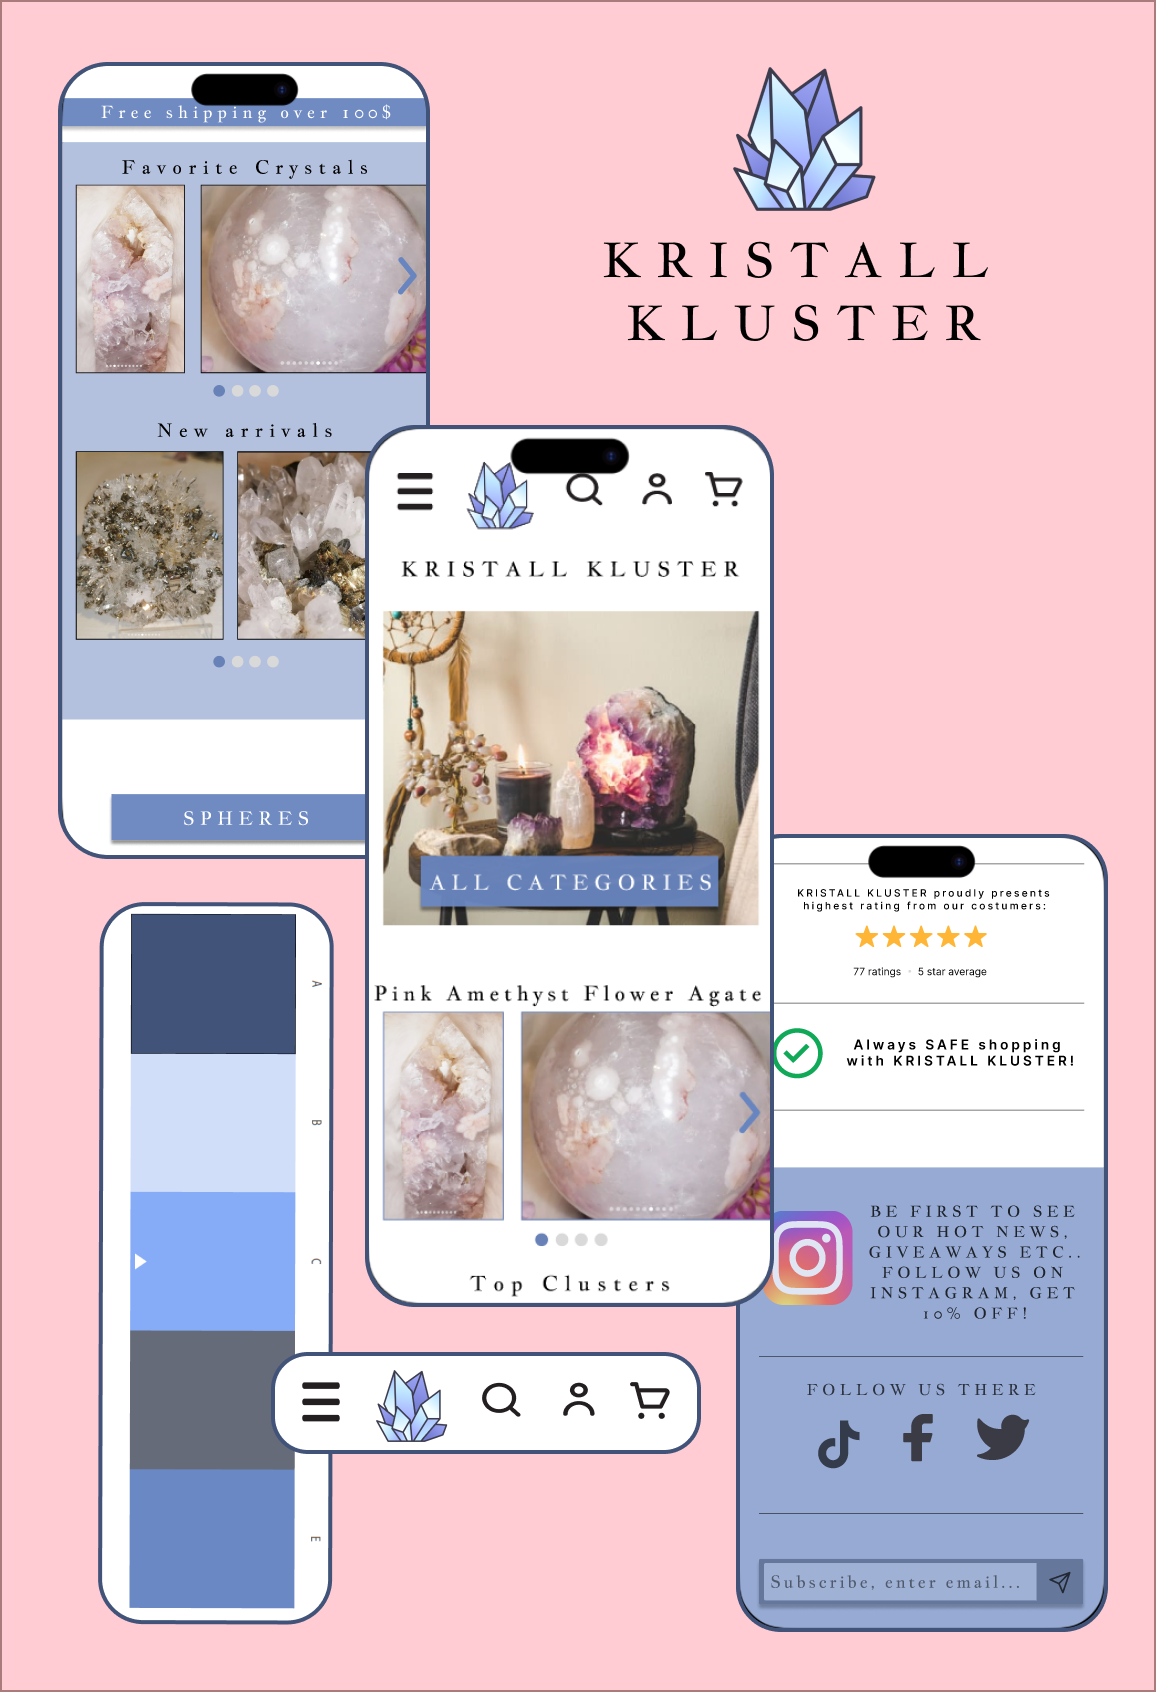 Free shipping over 100$
Favorite Crystals
New arrivals
SPHERES
KRISTALL
KLUSTER
KRISTALL KLUSTER
ALL CATEGORIES
Pink Amethyst Flower Agate
Top Clusters
A
B
C
E
KRISTALL KLUSTER proudly presents
highest rating from our costumers:
77 ratings · 5 star average
Always SAFE shopping
with KRISTALL KLUSTER!
BE FIRST TO SEE
OUR HOT NEWS,
GIVEAWAYS ETC..
FOLLOW US ON
INSTAGRAM, GET
10% OFF!
FOLLOW US THERE
Subscribe, enter email...